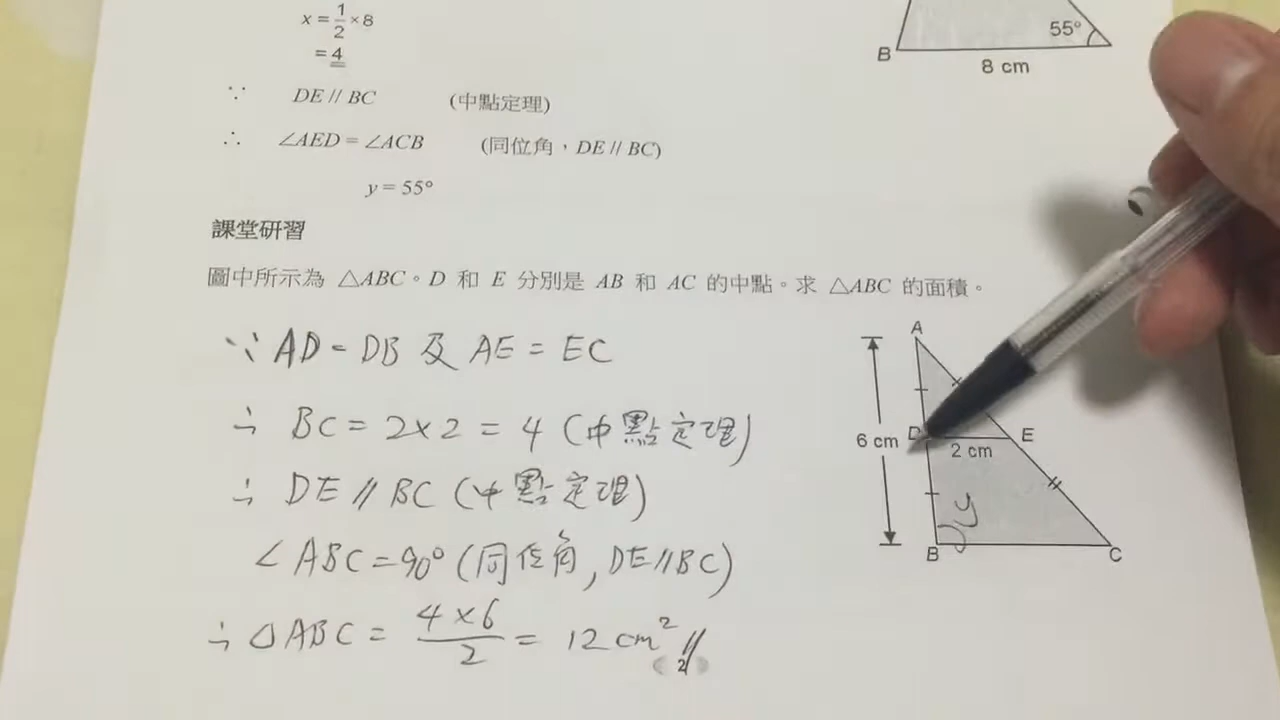 x = 1/2 × 8
= 4
∵ DE // BC (中點定理)
∴ ∠AED = ∠ACB (同位角，DE // BC)
y = 55°
B
55°
8 cm
課堂研習
圖中所示為 △ABC。D 和 E 分別是 AB 和 AC 的中點。求 △ABC 的面積。
∵ AD = DB 及 AE = EC
∴ BC = 2×2 = 4 (中點定理)
∴ DE // BC (中點定理)
∠ABC = 90° (同位角, DE//BC)
∴ △ABC = 4×6/2 = 12 cm² //
2
A
6 cm
D
E
2 cm
y
B
C